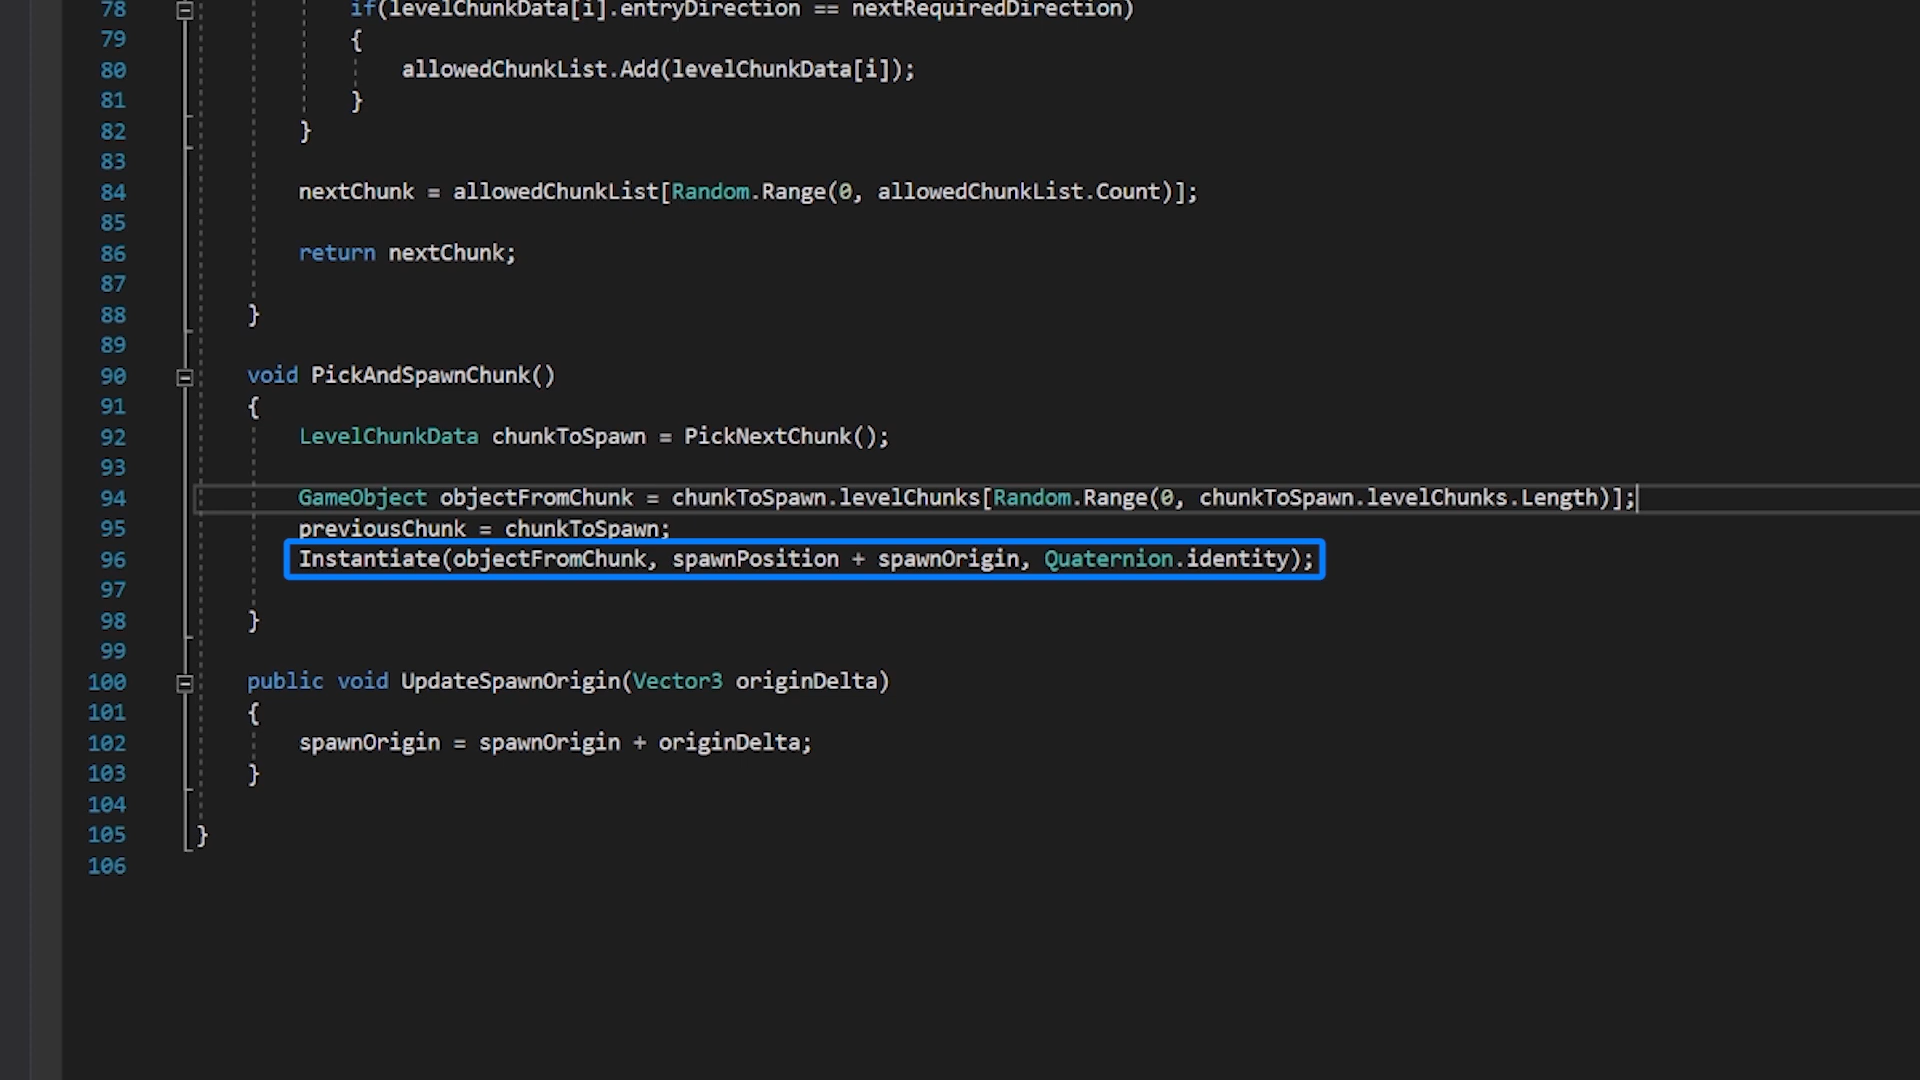 78 if(levelChunkData[i].entryDirection == nextRequiredDirection)
79 {
80 allowedChunkList.Add(levelChunkData[i]);
81 }
82 }
83
84 nextChunk = allowedChunkList[Random.Range(0, allowedChunkList.Count)];
85
86 return nextChunk;
87
88 }
89
90 void PickAndSpawnChunk()
91 {
92 LevelChunkData chunkToSpawn = PickNextChunk();
93
94 GameObject objectFromChunk = chunkToSpawn.levelChunks[Random.Range(0, chunkToSpawn.levelChunks.Length)];
95 previousChunk = chunkToSpawn;
96 Instantiate(objectFromChunk, spawnPosition + spawnOrigin, Quaternion.identity);
97
98 }
99
100 public void UpdateSpawnOrigin(Vector3 originDelta)
101 {
102 spawnOrigin = spawnOrigin + originDelta;
103 }
104
105 }
106